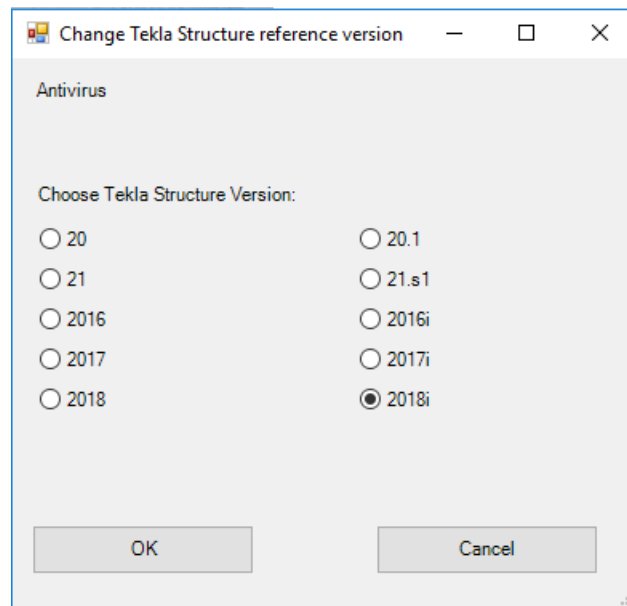 Change Tekla Structure reference version
Antivirus
Choose Tekla Structure Version:
20 20.1
21 21.s1
2016 2016i
2017 2017i
2018 2018i
OK Cancel